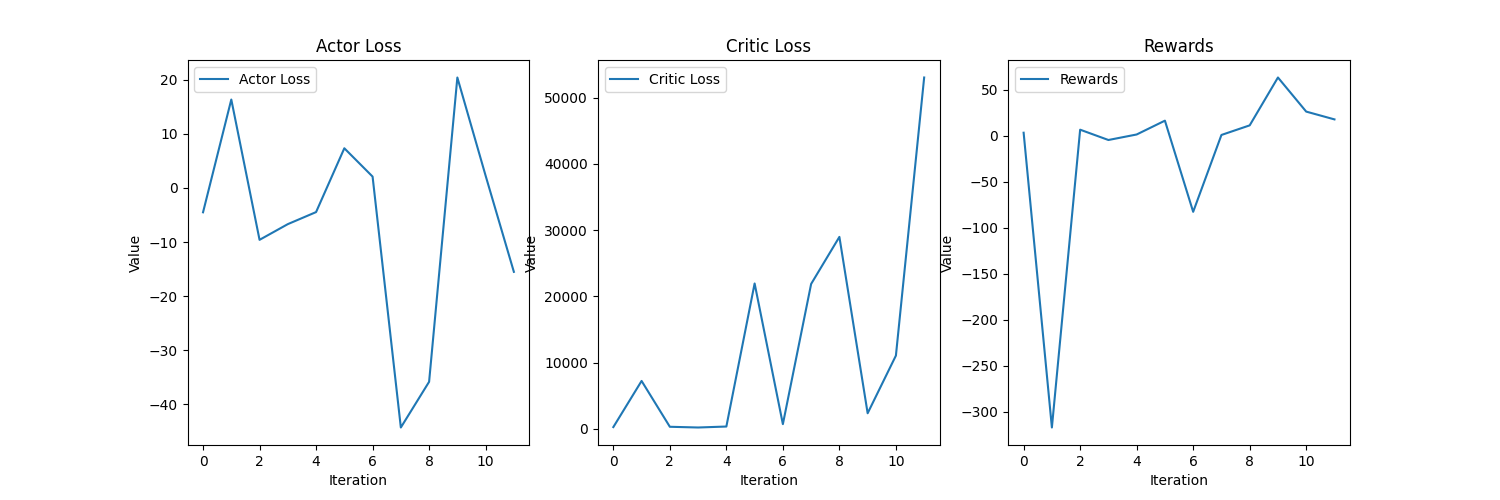 Actor Loss
Actor Loss
20
10
0
−10
−20
−30
−40
Value
0 2 4 6 8 10
Iteration
Critic Loss
Critic Loss
50000
40000
30000
20000
10000
0
Value
0 2 4 6 8 10
Iteration
Rewards
Rewards
50
0
−50
−100
−150
−200
−250
−300
Value
0 2 4 6 8 10
Iteration